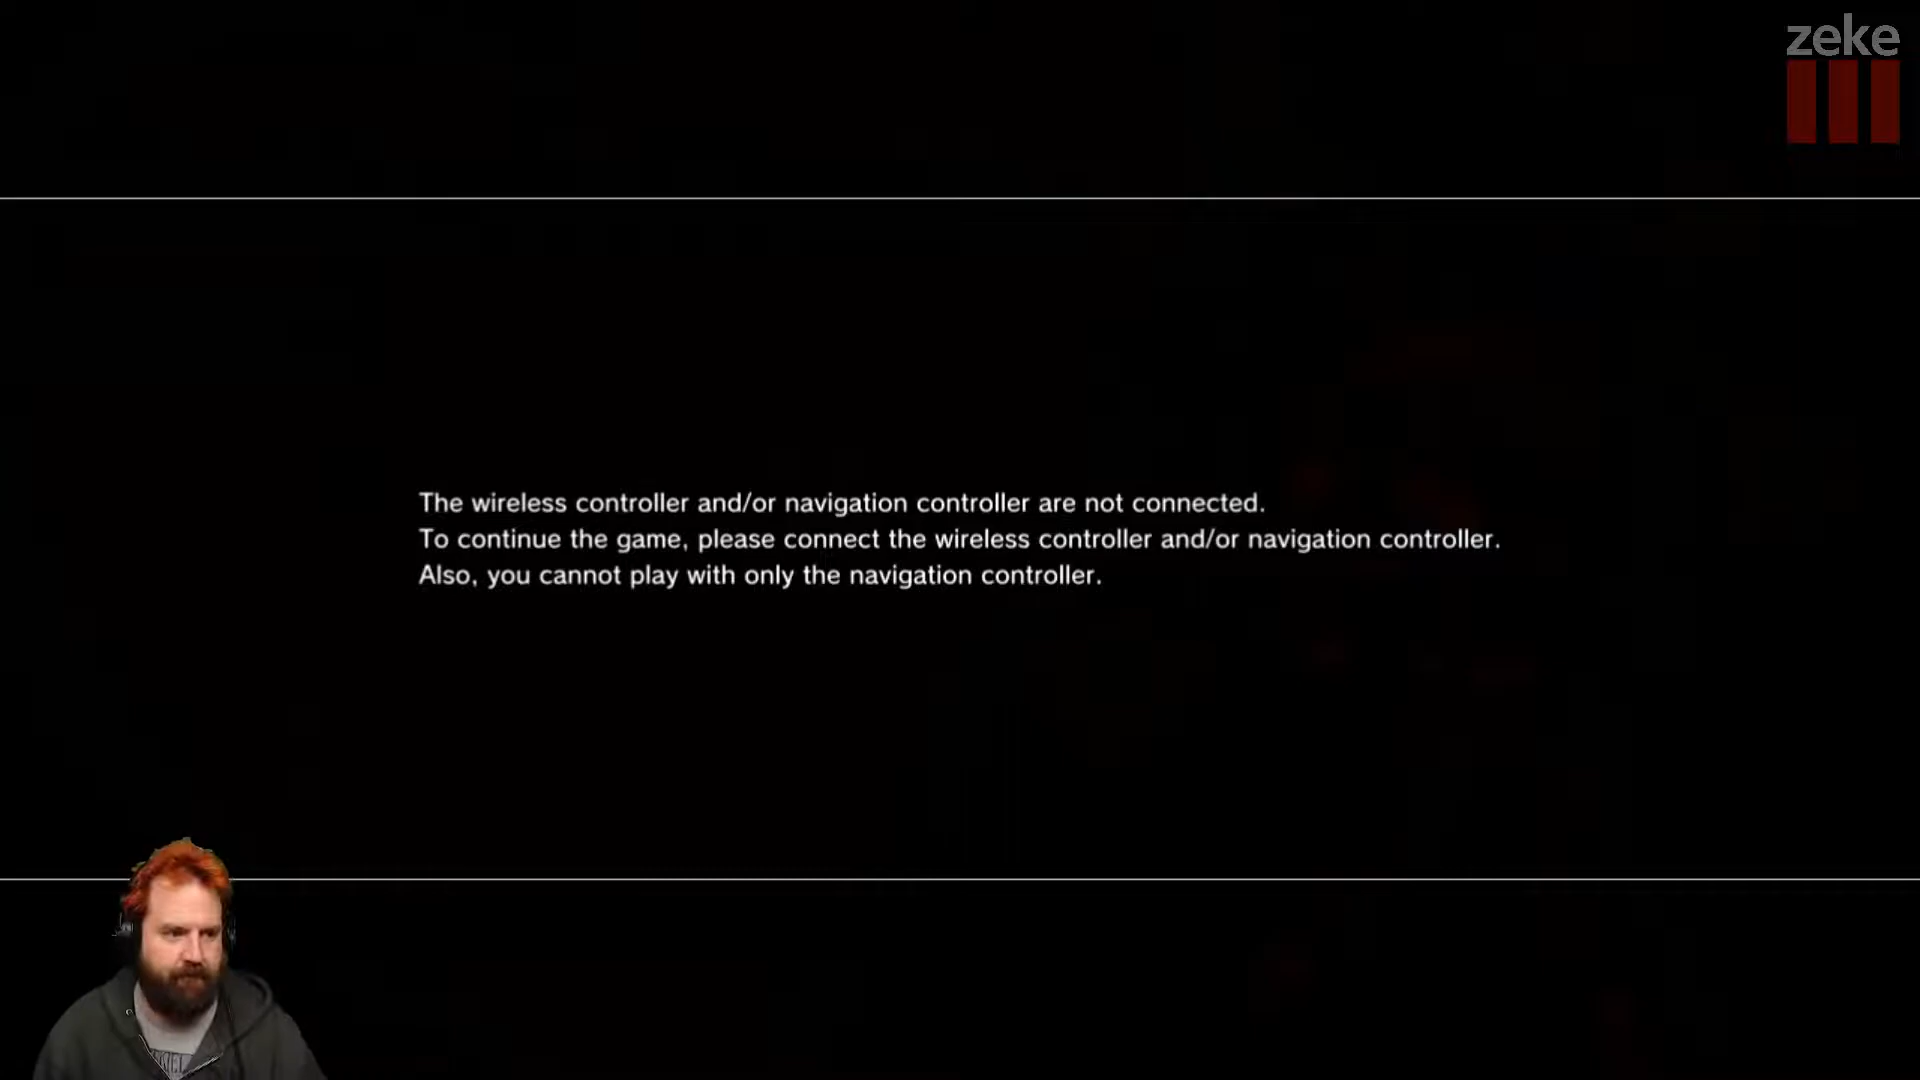 zeke
The wireless controller and/or navigation controller are not connected.
To continue the game, please connect the wireless controller and/or navigation controller.
Also, you cannot play with only the navigation controller.